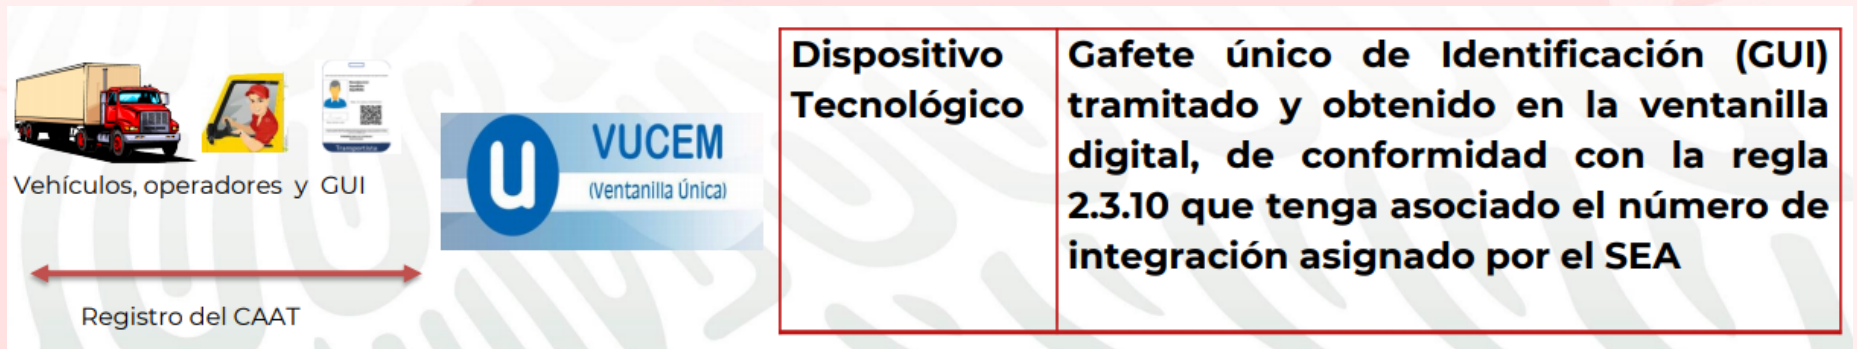 Vehículos, operadores y GUI
Registro del CAAT
Transportista
VUCEM
(Ventanilla Única)
Dispositivo
Tecnológico
Gafete único de Identificación (GUI)
tramitado y obtenido en la ventanilla
digital, de conformidad con la regla
2.3.10 que tenga asociado el número de
integración asignado por el SEA